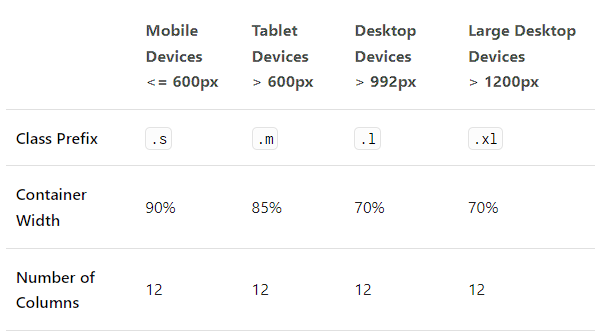 Mobile Devices <= 600px
Tablet Devices > 600px
Desktop Devices > 992px
Large Desktop Devices > 1200px
Class Prefix .s .m .l .xl
Container Width 90% 85% 70% 70%
Number of Columns 12 12 12 12